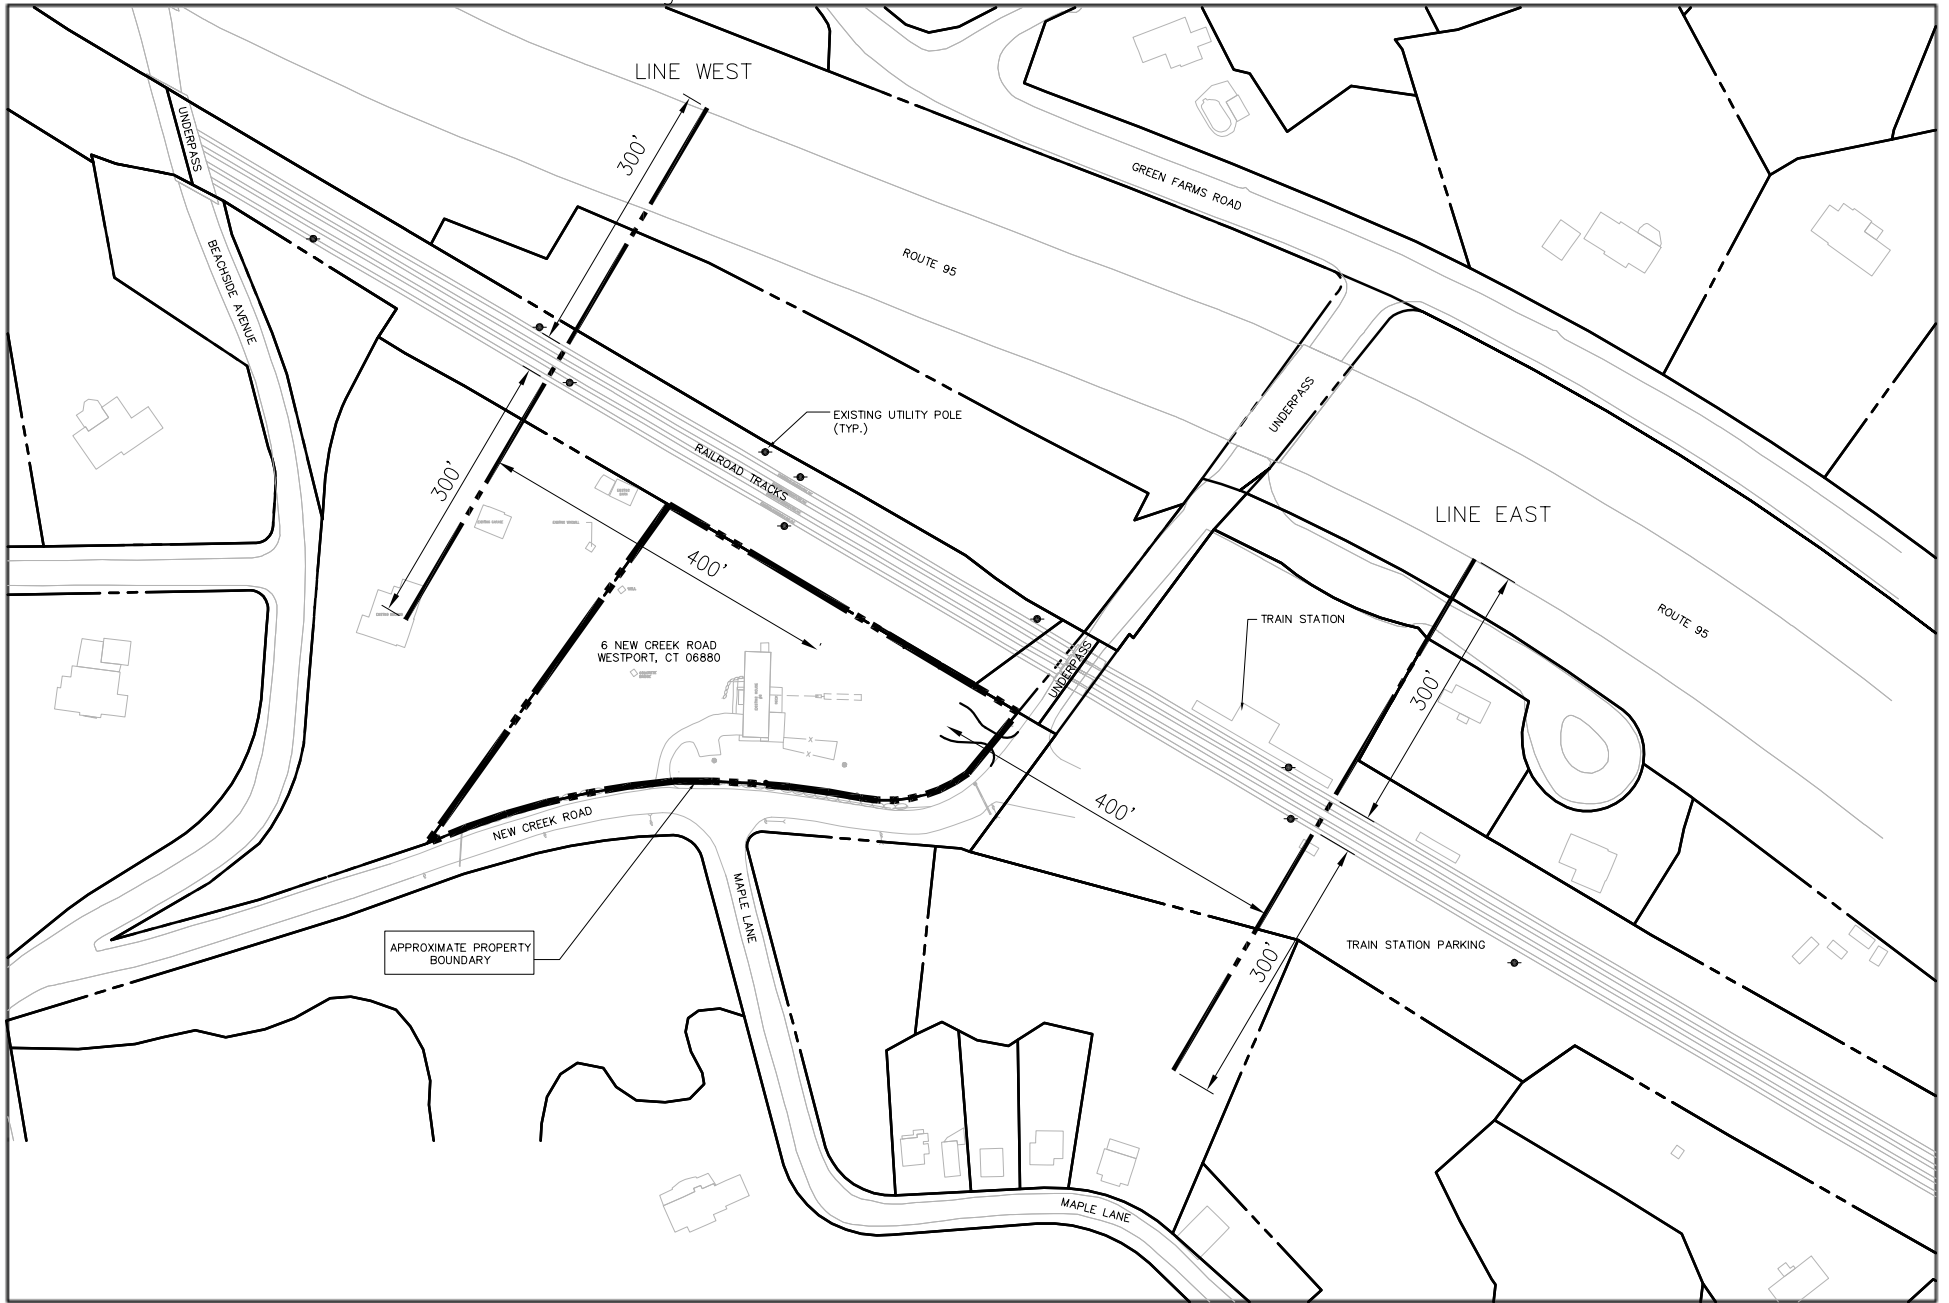 LINE WEST
300'
UNDERPASS
GREEN FARMS ROAD
BEACHSIDE AVENUE
ROUTE 95
UNDERPASS
EXISTING UTILITY POLE
(TYP.)
RAILROAD TRACKS
300'
LINE EAST
400'
ROUTE 95
TRAIN STATION
6 NEW CREEK ROAD
WESTPORT, CT 06880
UNDERPASS
300'
400'
NEW CREEK ROAD
MAPLE LANE
APPROXIMATE PROPERTY
BOUNDARY
TRAIN STATION PARKING
300'
MAPLE LANE